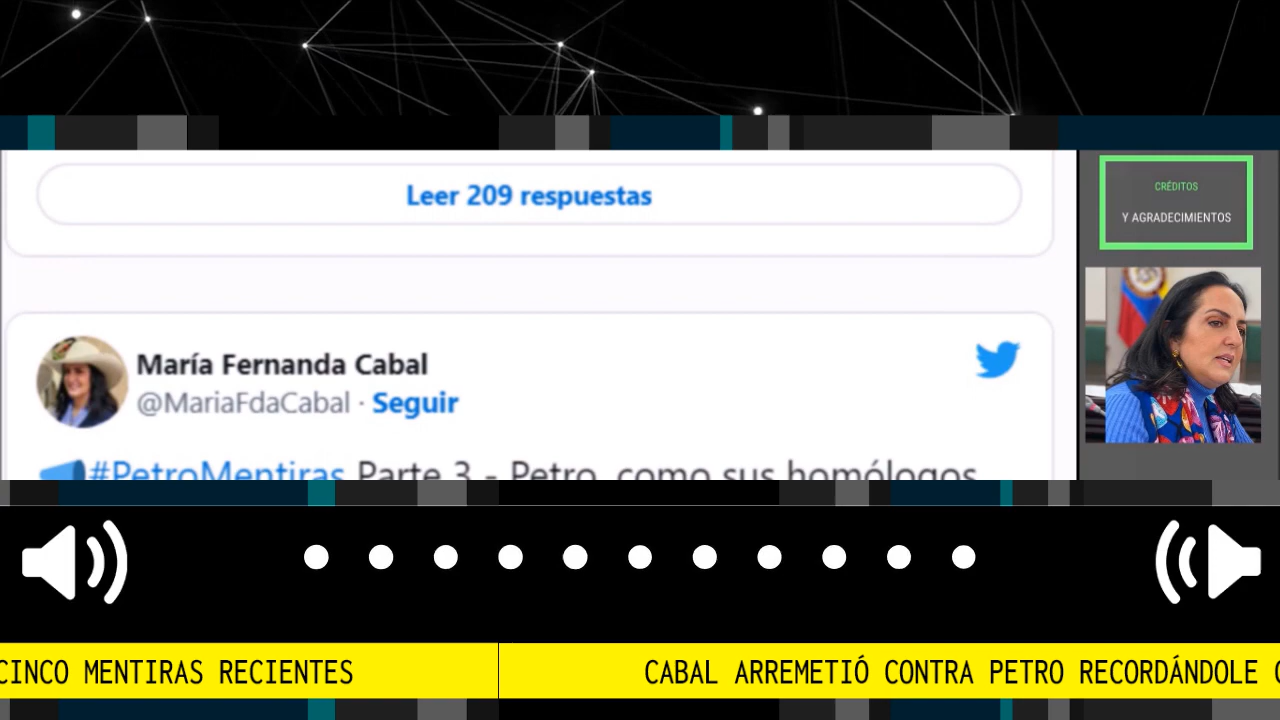 Leer 209 respuestas
CRÉDITOS
Y AGRADECIMIENTOS
María Fernanda Cabal
@MariaFdaCabal · Seguir
#PetroMentiras Parte 3 - Petro, como sus homólogos
CINCO MENTIRAS RECIENTES
CABAL ARREMETIÓ CONTRA PETRO RECORDÁNDOLE